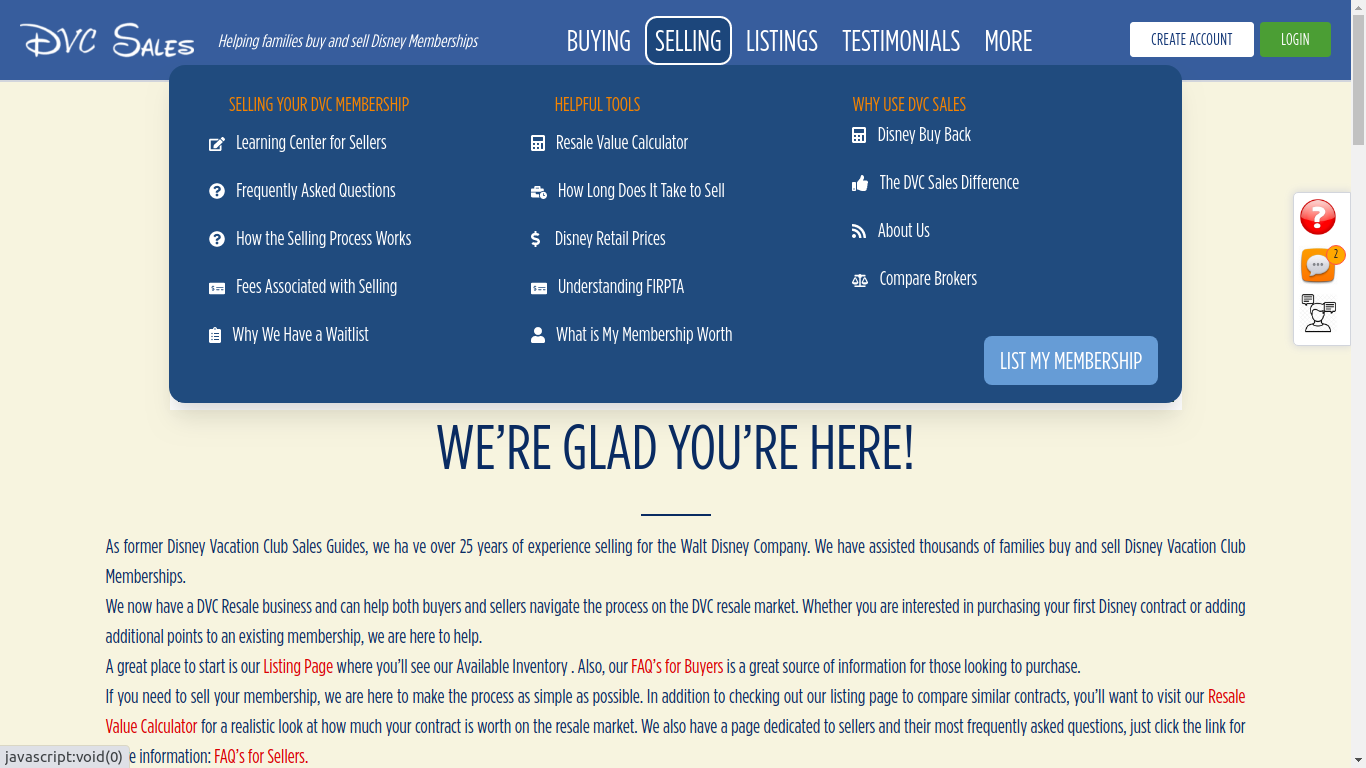 DVC SALES
Helping families buy and sell Disney Memberships
BUYING
SELLING
LISTINGS
TESTIMONIALS
MORE
CREATE ACCOUNT
LOGIN
SELLING YOUR DVC MEMBERSHIP
Learning Center for Sellers
Frequently Asked Questions
How the Selling Process Works
Fees Associated with Selling
Why We Have a Waitlist
HELPFUL TOOLS
Resale Value Calculator
How Long Does It Take to Sell
Disney Retail Prices
Understanding FIRPTA
What is My Membership Worth
WHY USE DVC SALES
Disney Buy Back
The DVC Sales Difference
About Us
Compare Brokers
LIST MY MEMBERSHIP
2
WE’RE GLAD YOU’RE HERE!
As former Disney Vacation Club Sales Guides, we ha ve over 25 years of experience selling for the Walt Disney Company. We have assisted thousands of families buy and sell Disney Vacation Club
Memberships.
We now have a DVC Resale business and can help both buyers and sellers navigate the process on the DVC resale market. Whether you are interested in purchasing your first Disney contract or adding
additional points to an existing membership, we are here to help.
A great place to start is our Listing Page where you’ll see our Available Inventory . Also, our FAQ’s for Buyers is a great source of information for those looking to purchase.
If you need to sell your membership, we are here to make the process as simple as possible. In addition to checking out our listing page to compare similar contracts, you’ll want to visit our Resale
Value Calculator for a realistic look at how much your contract is worth on the resale market. We also have a page dedicated to sellers and their most frequently asked questions, just click the link for
e information: FAQ’s for Sellers.
javascript:void(0)